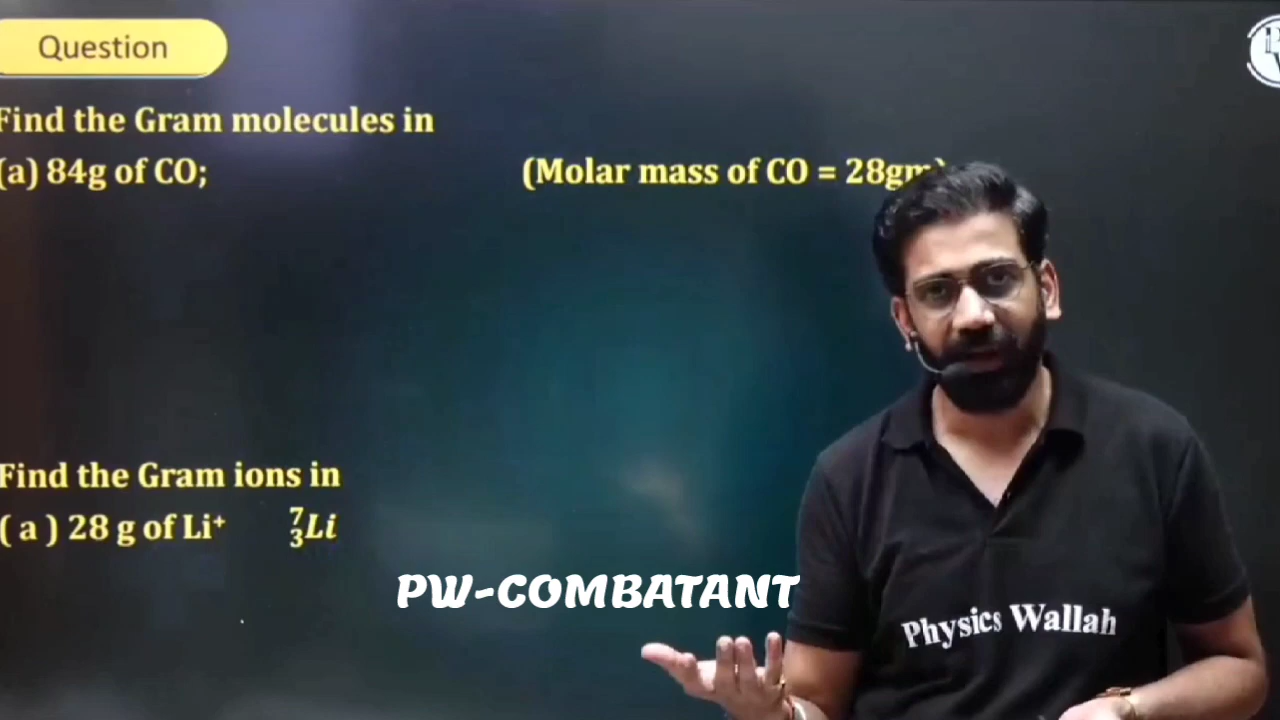 Question
Find the Gram molecules in
(a) 84g of CO;
(Molar mass of CO = 28gm)
Find the Gram ions in
( a ) 28 g of Li⁺ ⁷₃Li
PW-COMBATANT
Physics Wallah